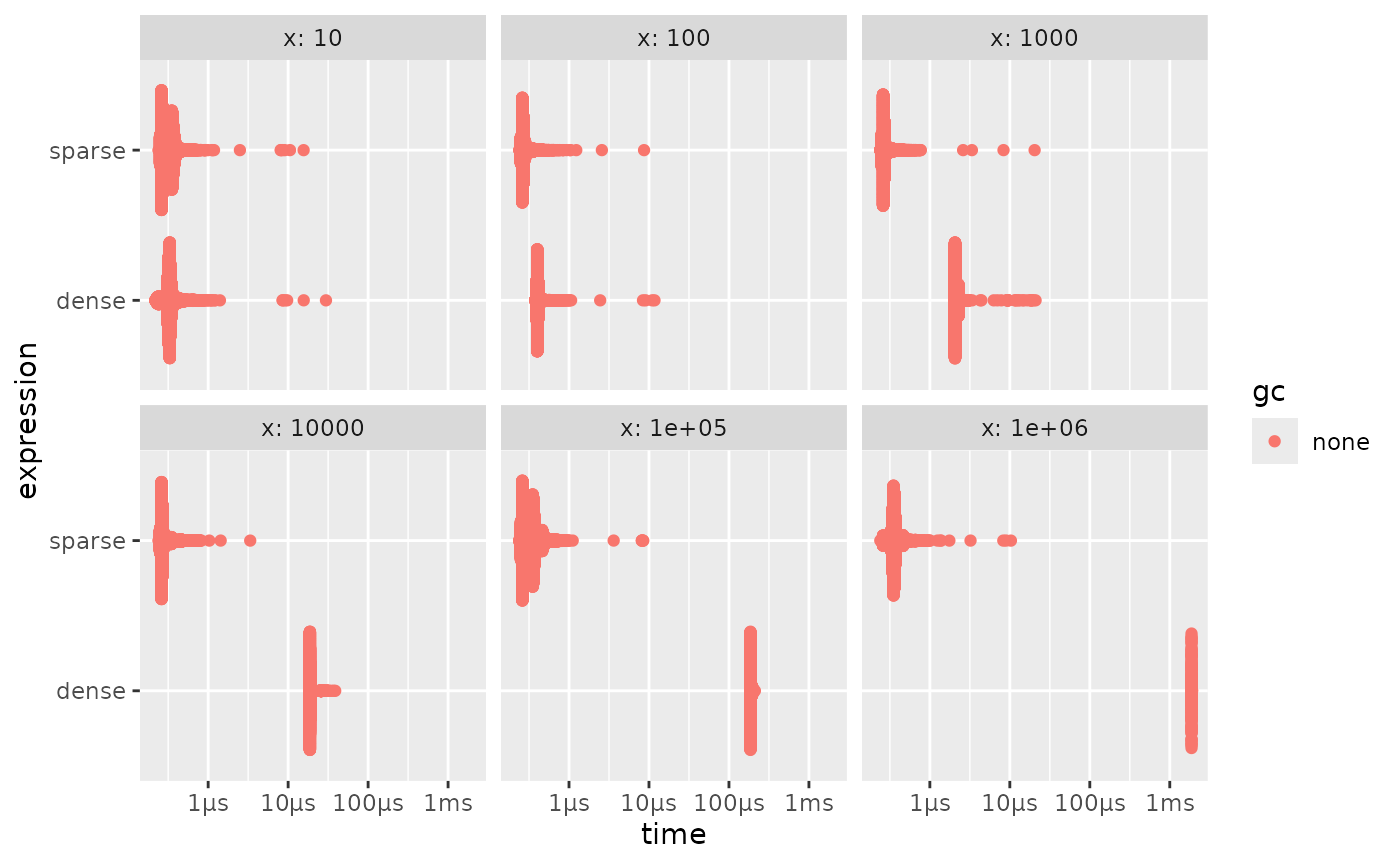 x: 10
x: 100
x: 1000
sparse
dense
x: 10000
x: 1e+05
x: 1e+06
sparse
dense
1µs 10µs 100µs 1ms
1µs 10µs 100µs 1ms
1µs 10µs 100µs 1ms
time
expression
gc
none